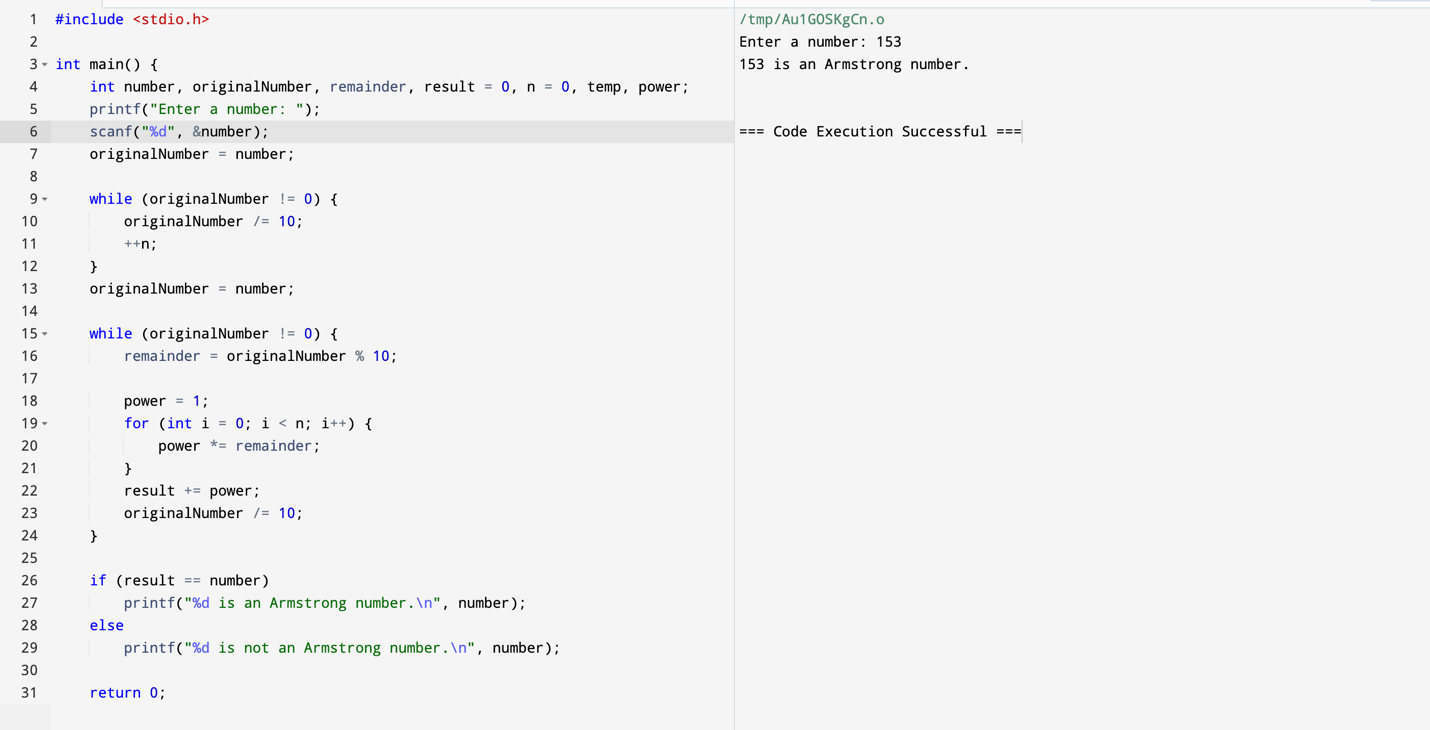 1 #include <stdio.h>
2
3 int main() {
4     int number, originalNumber, remainder, result = 0, n = 0, temp, power;
5     printf("Enter a number: ");
6     scanf("%d", &number);
7     originalNumber = number;
8
9     while (originalNumber != 0) {
10         originalNumber /= 10;
11         ++n;
12     }
13     originalNumber = number;
14
15     while (originalNumber != 0) {
16         remainder = originalNumber % 10;
17
18         power = 1;
19         for (int i = 0; i < n; i++) {
20             power *= remainder;
21         }
22         result += power;
23         originalNumber /= 10;
24     }
25
26     if (result == number)
27         printf("%d is an Armstrong number.\n", number);
28     else
29         printf("%d is not an Armstrong number.\n", number);
30
31     return 0;
/tmp/Au1GOSKgCn.o
Enter a number: 153
153 is an Armstrong number.
=== Code Execution Successful ===